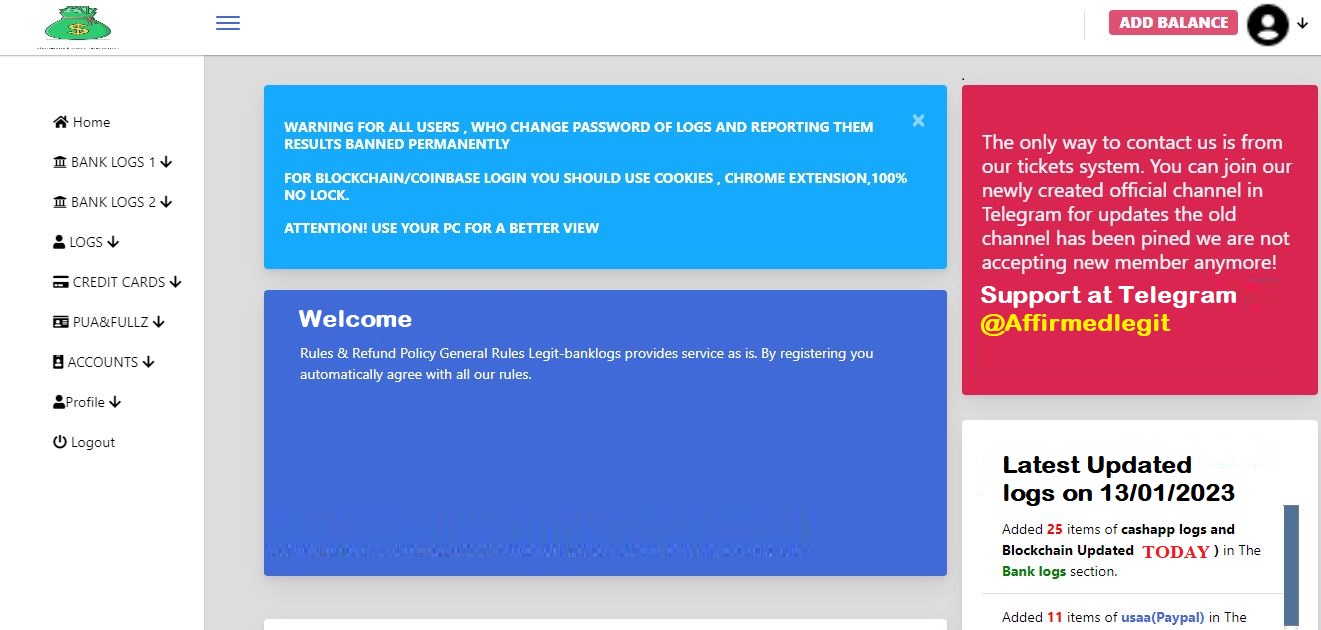 ADD BALANCE
Home
BANK LOGS 1
BANK LOGS 2
LOGS
CREDIT CARDS
PUA&FULLZ
ACCOUNTS
Profile
Logout
WARNING FOR ALL USERS , WHO CHANGE PASSWORD OF LOGS AND REPORTING THEM
RESULTS BANNED PERMANENTLY
FOR BLOCKCHAIN/COINBASE LOGIN YOU SHOULD USE COOKIES , CHROME EXTENSION,100%
NO LOCK.
ATTENTION! USE YOUR PC FOR A BETTER VIEW
Welcome
Rules & Refund Policy General Rules Legit-banklogs provides service as is. By registering you
automatically agree with all our rules.
The only way to contact us is from
our tickets system. You can join our
newly created official channel in
Telegram for updates the old
channel has been pined we are not
accepting new member anymore!
Support at Telegram
@Affirmedlegit
Latest Updated
logs on 13/01/2023
Added 25 items of cashapp logs and
Blockchain Updated TODAY ) in The
Bank logs section.
Added 11 items of usaa(Paypal) in The